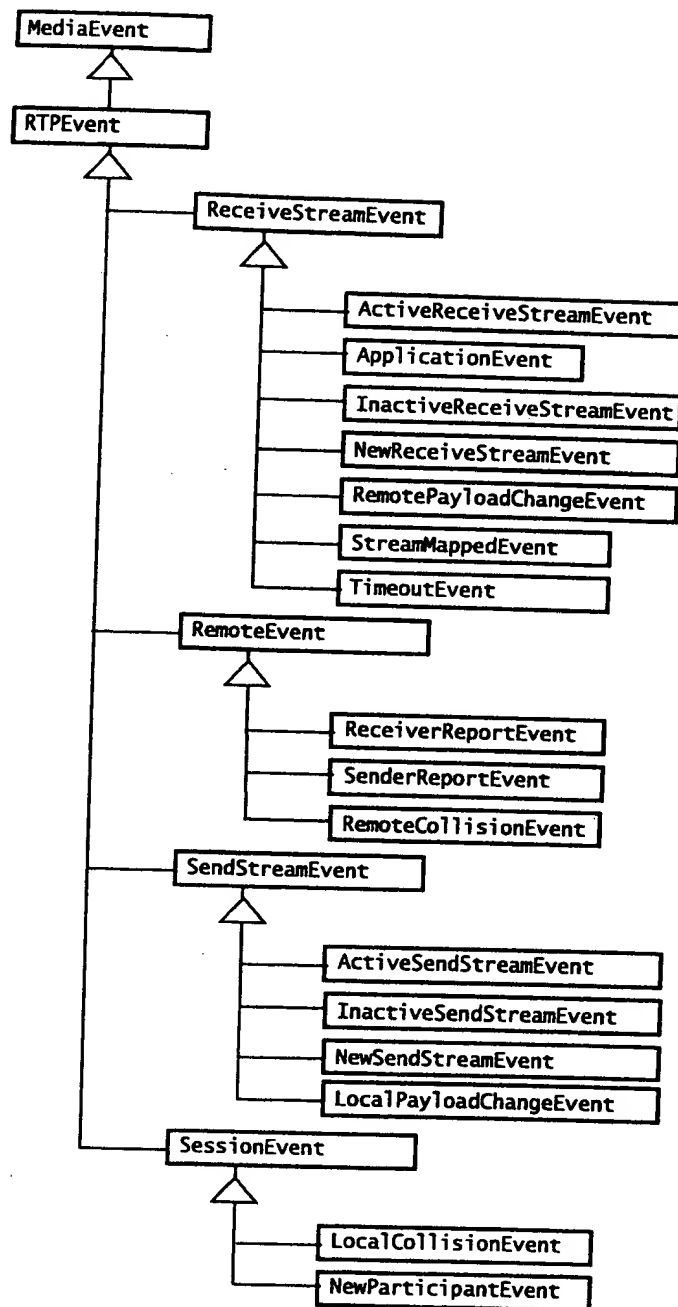 MediaEvent
RTPEvent
ReceiveStreamEvent
ActiveReceiveStreamEvent
ApplicationEvent
InactiveReceiveStreamEvent
NewReceiveStreamEvent
RemotePayloadChangeEvent
StreamMappedEvent
TimeoutEvent
RemoteEvent
ReceiverReportEvent
SenderReportEvent
RemoteCollisionEvent
SendStreamEvent
ActiveSendStreamEvent
InactiveSendStreamEvent
NewSendStreamEvent
LocalPayloadChangeEvent
SessionEvent
LocalCollisionEvent
NewParticipantEvent